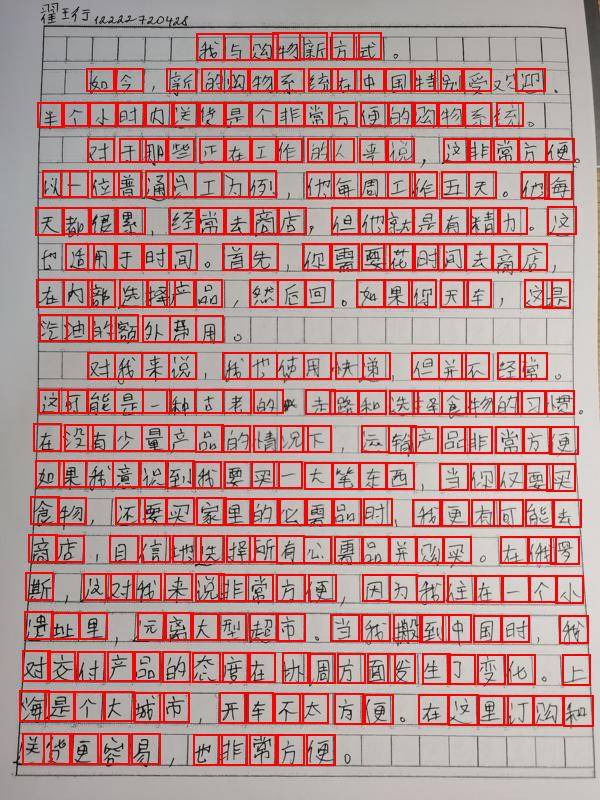 翟王行 12222720428
我与购物新方式。
如今，新的购物系统在中国特别受欢迎，
半个小时内送货是个非常方便的购物系统。
对于那些正在工作的人来说，这非常方便。
以一位普通员工为例，他每周工作五天。他每
天都很累，经常去商店，但他就是有精力。这
也适用于时间。首先，你需要花时间去商店，
在内部选择产品，然后回。如果你天车，这是
汽油的额外费用。
对我来说，我也使用快递，但并不经常。
这可能是一种古老的 走路和选择食物的习惯。
在没有少量产品的情况下，运输产品非常方便
如果我意识到我要买一大笔东西，当你仅要买
食物，还要买家里的必需品时，我更有可能去
商店，自信地选择所有必需品并购买。在俄罗
斯，这对我来说非常方便，因为我住在一个小
遗址里，元离大型超市。当我搬到中国时，我
对交付产品的态度在协周方面发生了变化。上
海是个大城市，开车不太方便。在这里订购和
送货更容易，也非常方便。